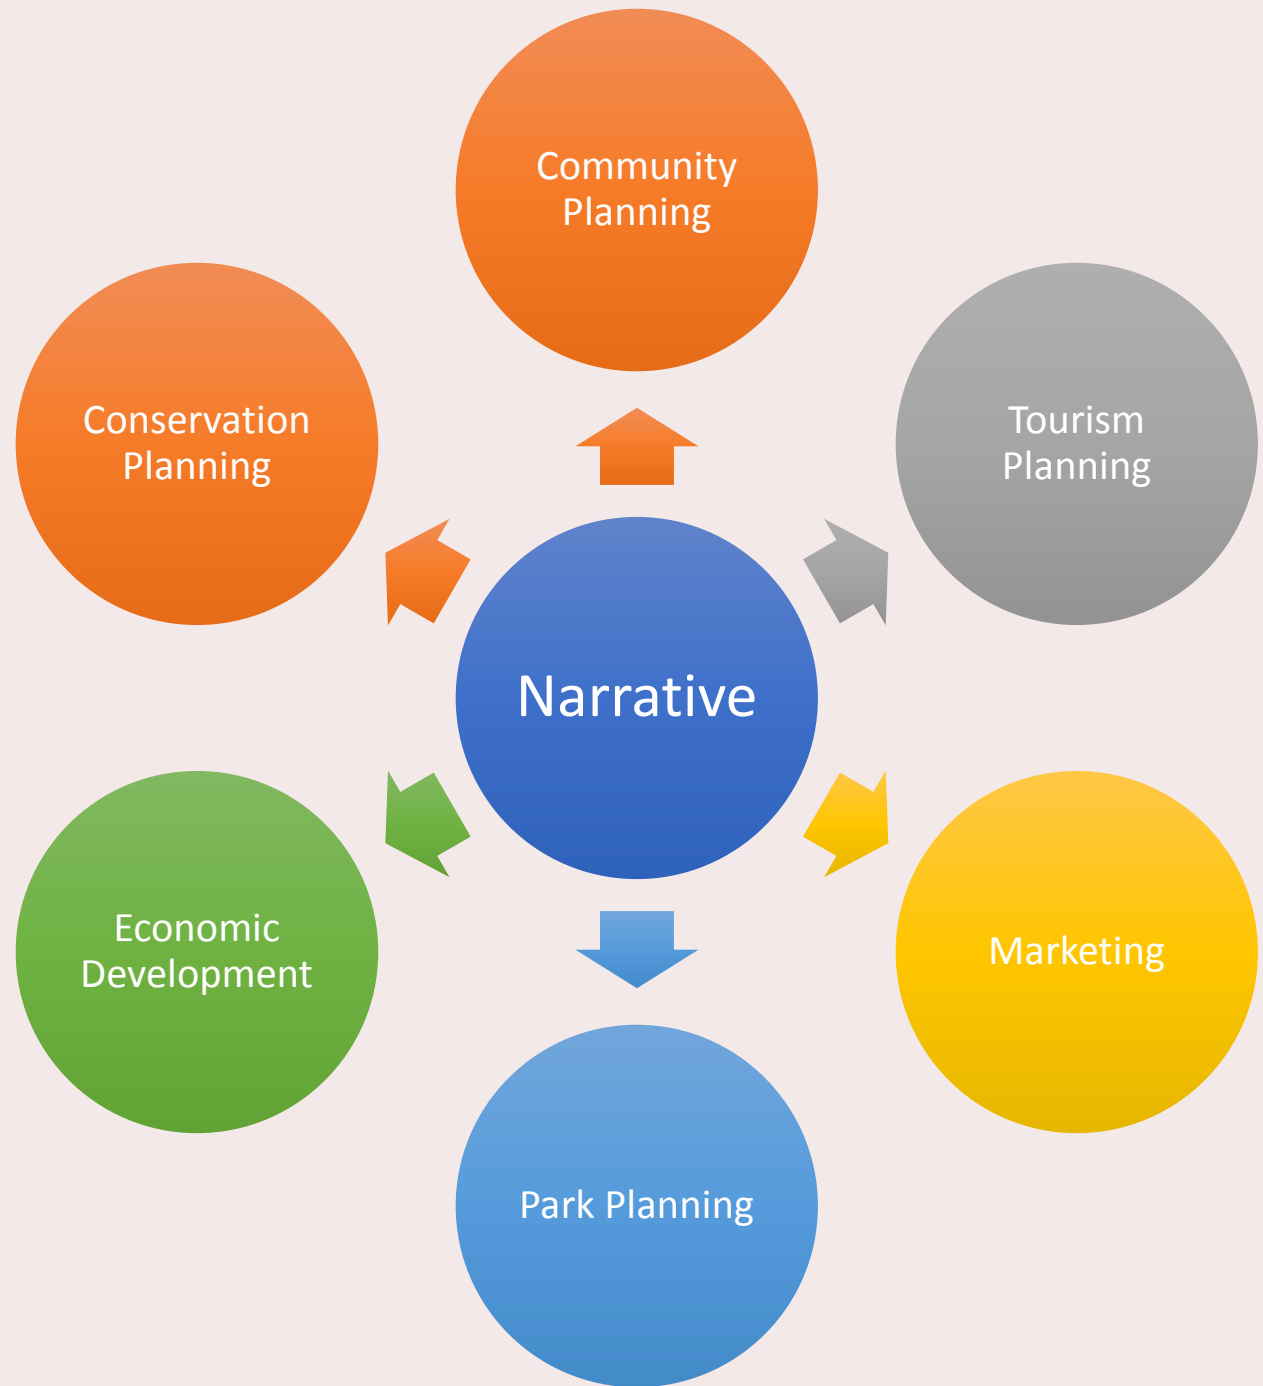 Community
Planning
Conservation
Planning
Tourism
Planning
Narrative
Economic
Development
Marketing
Park Planning